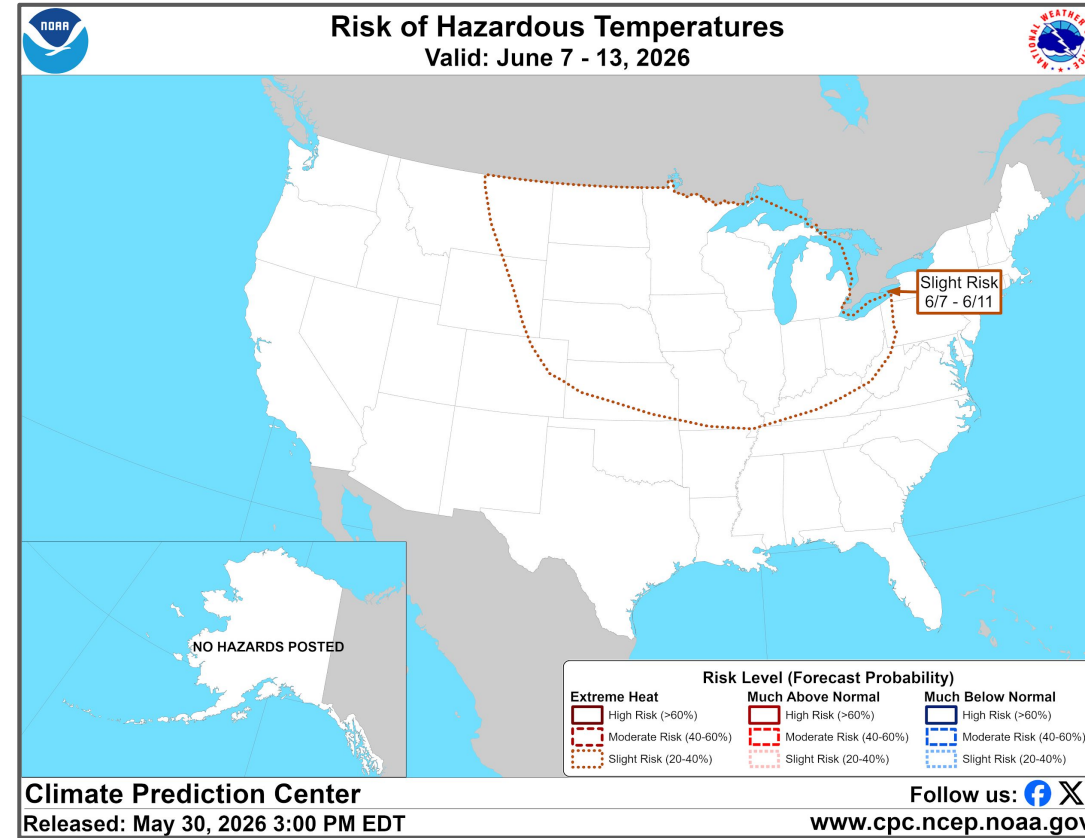 NOAA
Risk of Hazardous Temperatures
Valid: June 7 - 13, 2026
NATIONAL WEATHER SERVICE
Slight Risk
6/7 - 6/11
NO HAZARDS POSTED
Risk Level (Forecast Probability)
Extreme Heat
High Risk (>60%)
Moderate Risk (40-60%)
Slight Risk (20-40%)
Much Above Normal
High Risk (>60%)
Moderate Risk (40-60%)
Slight Risk (20-40%)
Much Below Normal
High Risk (>60%)
Moderate Risk (40-60%)
Slight Risk (20-40%)
Climate Prediction Center
Follow us:
Released: May 30, 2026 3:00 PM EDT
www.cpc.ncep.noaa.gov